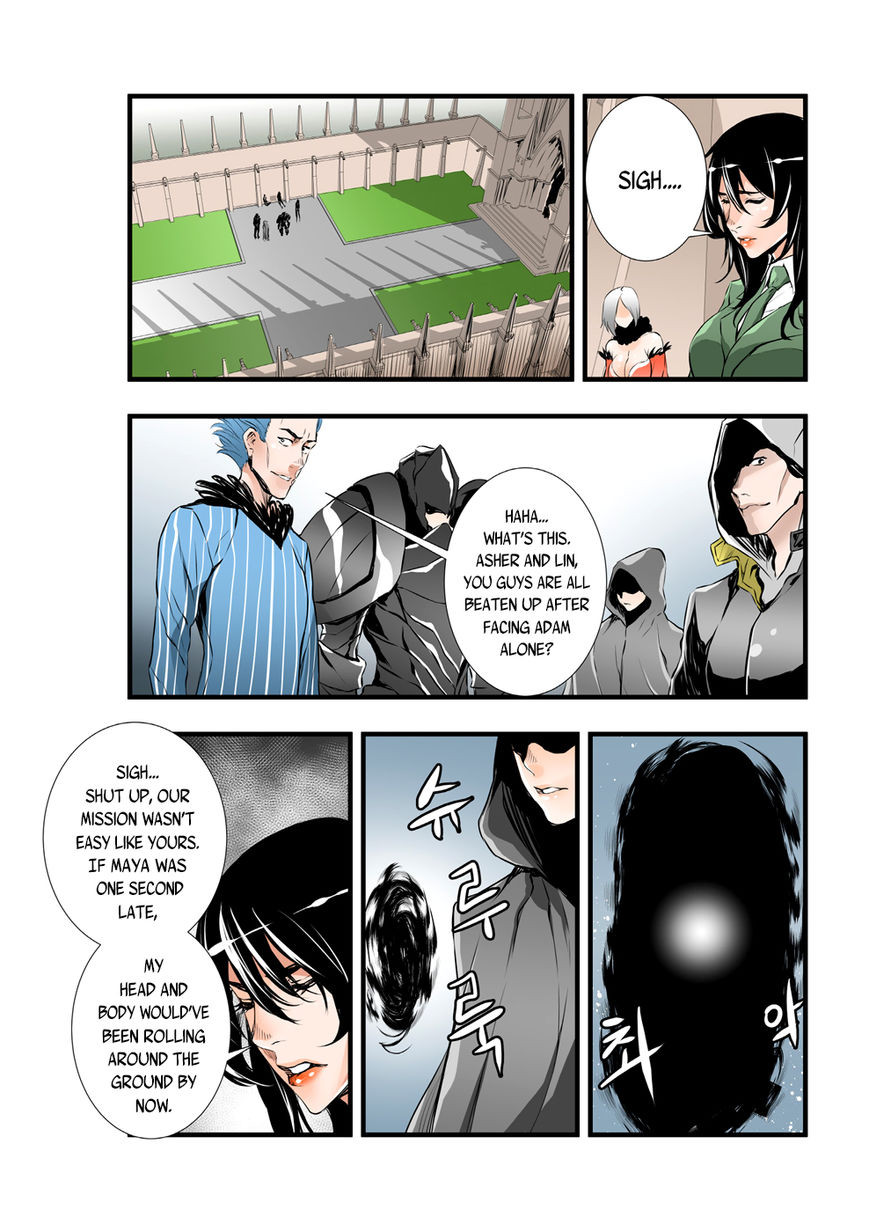 SIGH....
HAHA...
WHAT'S THIS.
ASHER AND LIN,
YOU GUYS ARE ALL
BEATEN UP AFTER
FACING ADAM
ALONE?
SIGH...
SHUT UP, OUR
MISSION WASN'T
EASY LIKE YOURS.
IF MAYA WAS
ONE SECOND
LATE,
MY
HEAD AND
BODY WOULD'VE
BEEN ROLLING
AROUND THE
GROUND BY
NOW.
슈
르
륵
촤
아